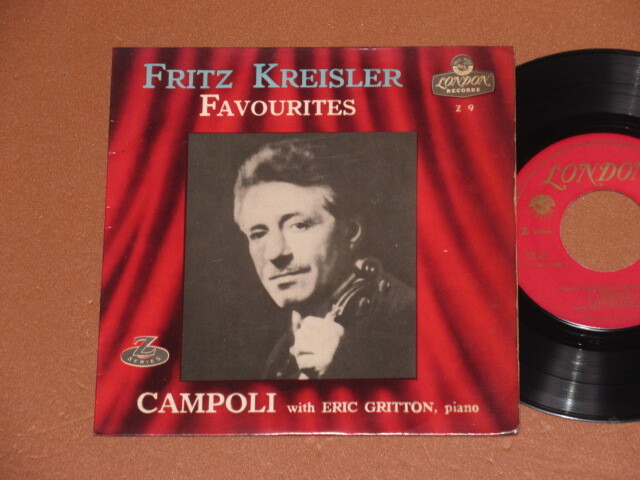 FRITZ KREISLER
FAVOURITES
LONDON
RECORDS
Z 9
Z
SERIES
CAMPOLI with ERIC GRITTON, piano
LONDON